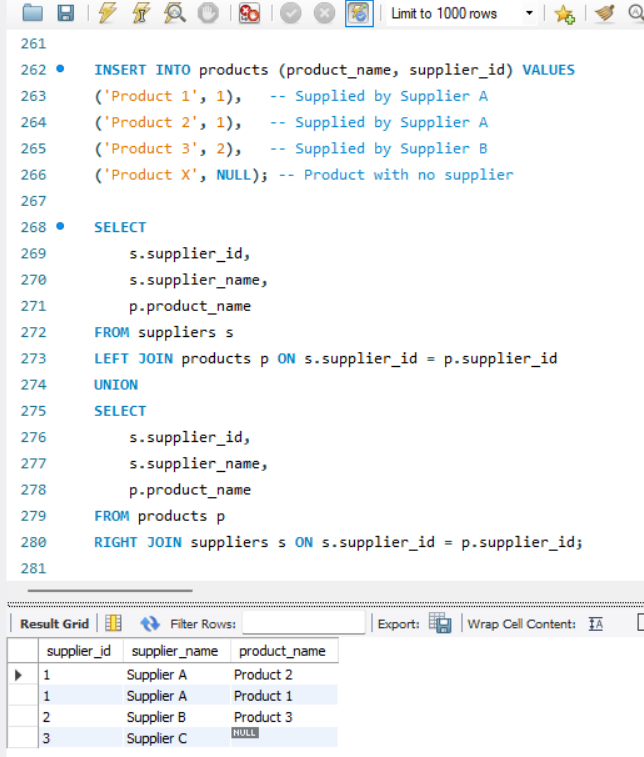 Limit to 1000 rows
261
262 INSERT INTO products (product_name, supplier_id) VALUES
263 ('Product 1', 1),   -- Supplied by Supplier A
264 ('Product 2', 1),   -- Supplied by Supplier A
265 ('Product 3', 2),   -- Supplied by Supplier B
266 ('Product X', NULL); -- Product with no supplier
267
268 SELECT
269     s.supplier_id,
270     s.supplier_name,
271     p.product_name
272 FROM suppliers s
273 LEFT JOIN products p ON s.supplier_id = p.supplier_id
274 UNION
275 SELECT
276     s.supplier_id,
277     s.supplier_name,
278     p.product_name
279 FROM products p
280 RIGHT JOIN suppliers s ON s.supplier_id = p.supplier_id;
281
Result Grid Filter Rows: Export: Wrap Cell Content: IA
supplier_id supplier_name product_name
1 Supplier A Product 2
1 Supplier A Product 1
2 Supplier B Product 3
3 Supplier C NULL